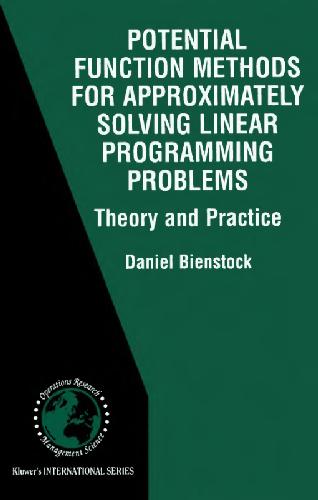 POTENTIAL
FUNCTION METHODS
FOR APPROXIMATELY
SOLVING LINEAR
PROGRAMMING
PROBLEMS
Theory and Practice
Daniel Bienstock
Operations Research
Management Science
Kluwer's INTERNATIONAL SERIES